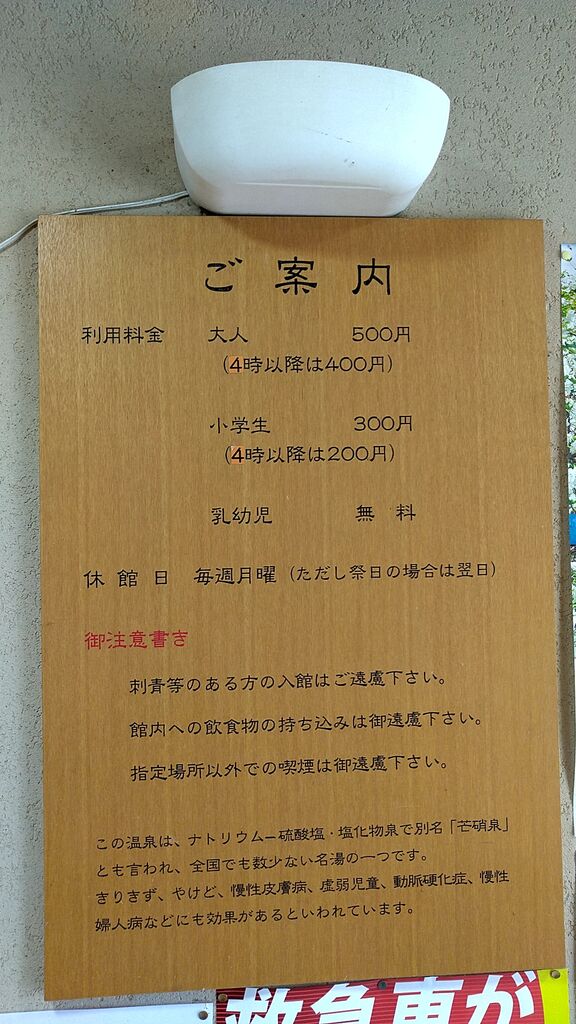 ご案内
利用料金 大人 500円
(4時以降は400円)
小学生 300円
(4時以降は200円)
乳幼児 無料
休館日 毎週月曜 (ただし祭日の場合は翌日)
御注意書き
刺青等のある方の入館はご遠慮下さい。
館内への飲食物の持ち込みは御遠慮下さい。
指定場所以外での喫煙は御遠慮下さい。
この温泉は、ナトリウム－硫酸塩・塩化物泉で別名「芒硝泉」
とも言われ、全国でも数少ない名湯の一つです。
きりきず、やけど、慢性皮膚病、虚弱児童、動脈硬化症、慢性
婦人病などにも効果があるといわれています。
救急車が